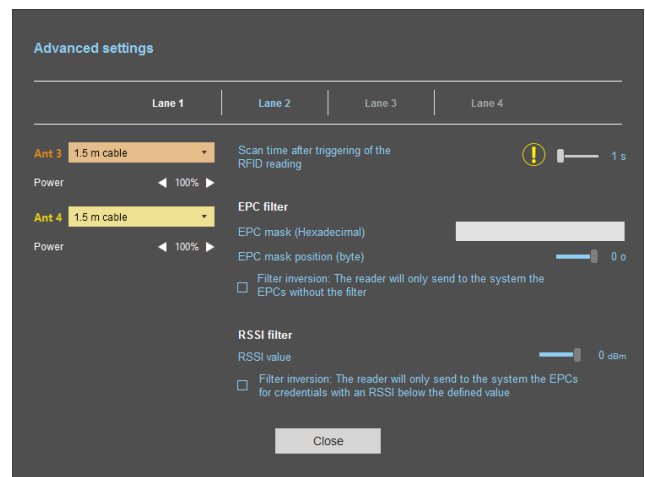 Advanced settings
Lane 1
Lane 2
Lane 3
Lane 4
Ant 3
1.5 m cable
Power
100%
Ant 4
1.5 m cable
Power
100%
Scan time after triggering of the
RFID reading
!
1 s
EPC filter
EPC mask (Hexadecimal)
EPC mask position (byte)
0 o
Filter inversion: The reader will only send to the system the
EPCs without the filter
RSSI filter
RSSI value
0 dBm
Filter inversion: The reader will only send to the system the EPCs
for credentials with an RSSI below the defined value
Close